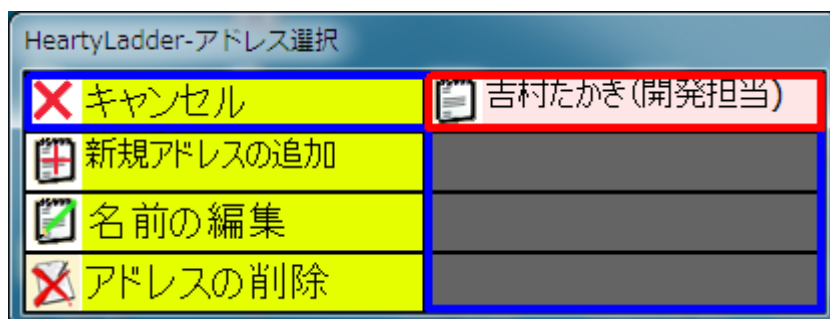 HeartyLadder-アドレス選択
キャンセル
吉村たかき(開発担当)
新規アドレスの追加
名前の編集
アドレスの削除